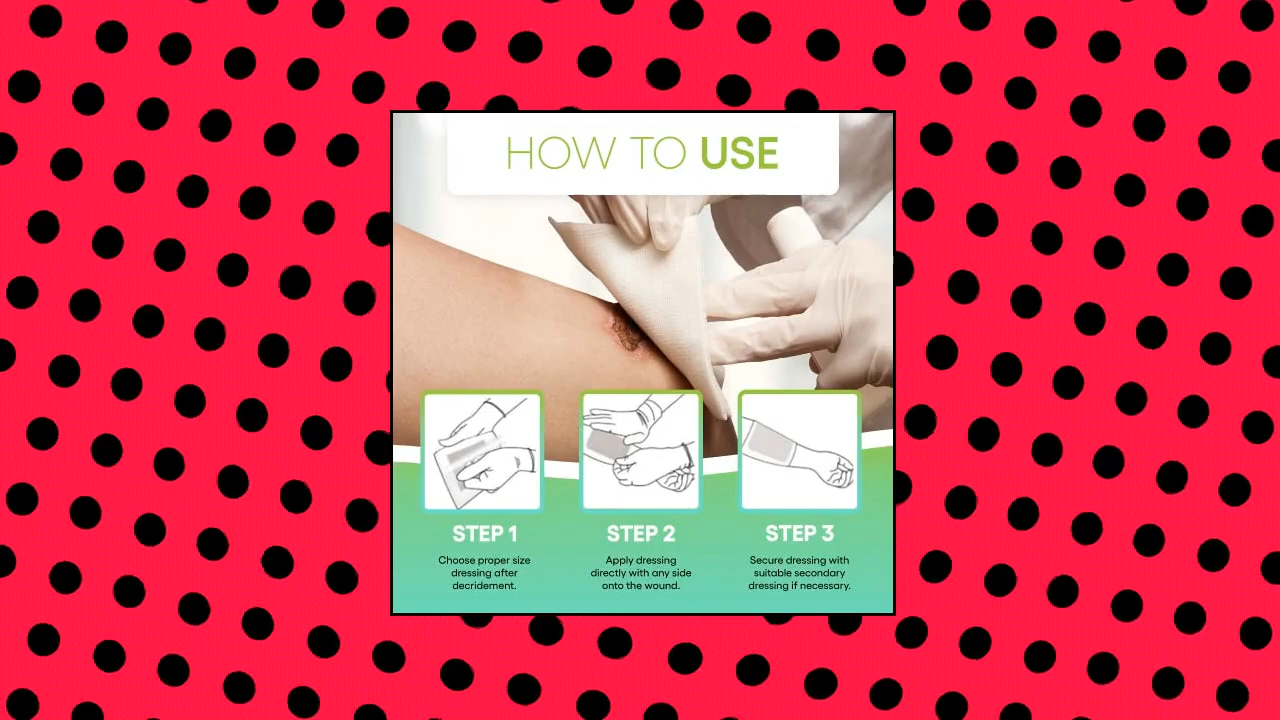 HOW TO USE
STEP 1
Choose proper size
dressing after
decridement.
STEP 2
Apply dressing
directly with any side
onto the wound.
STEP 3
Secure dressing with
suitable secondary
dressing if necessary.